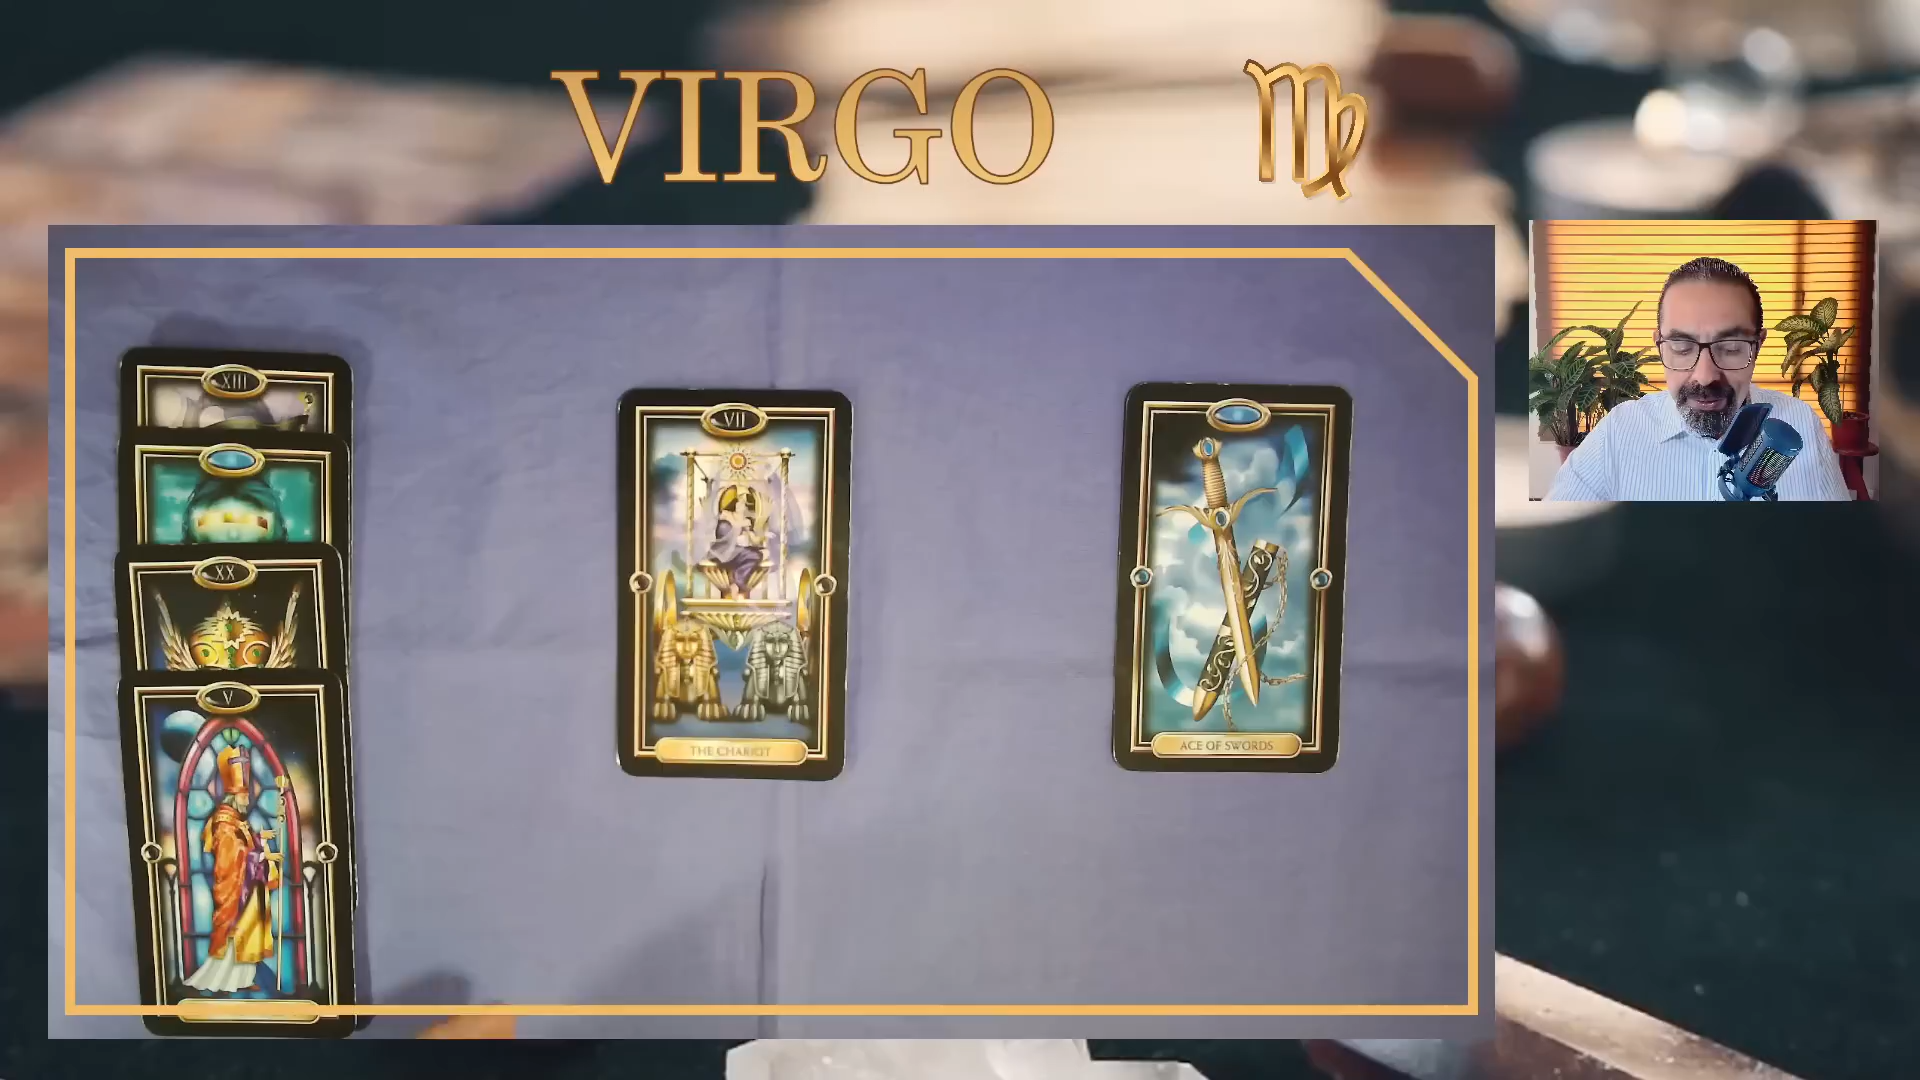 VIRGO
XIII
XX
V
VII
THE CHARIOT
ACE OF SWORDS